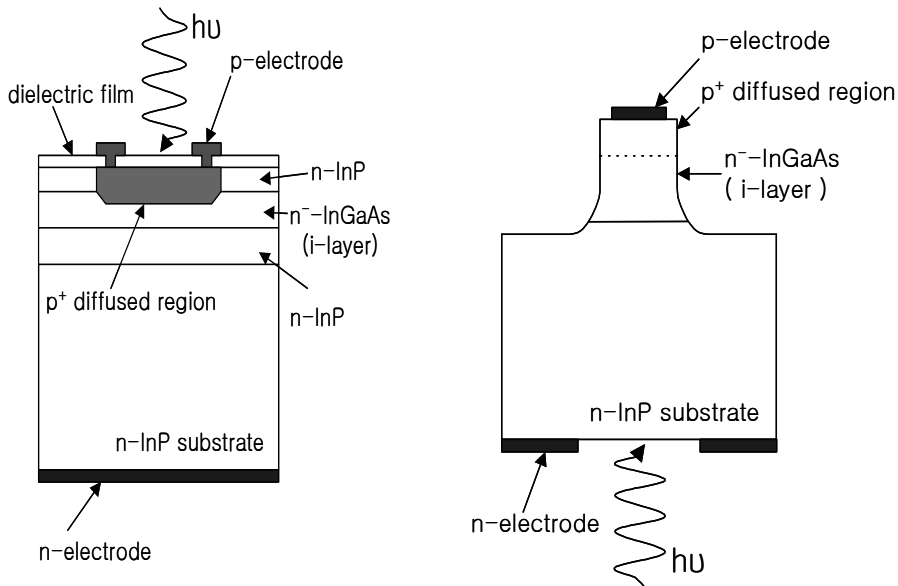 hυ
p-electrode
dielectric film
n-InP
n⁻-InGaAs
(i-layer)
p⁺ diffused region
n-InP
n-InP substrate
n-electrode
p-electrode
p⁺ diffused region
n⁻-InGaAs
( i-layer )
n-InP substrate
n-electrode
hυ